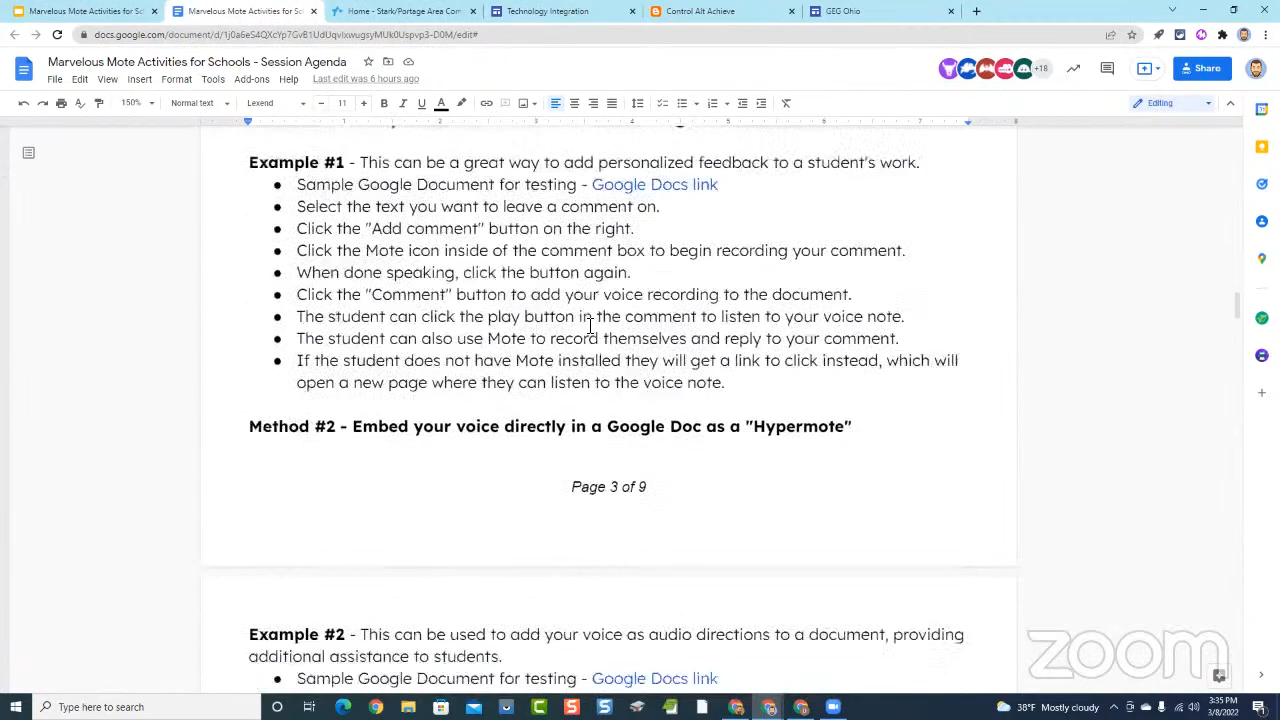 Marvelous Mote Activities for Sc
Marvelous Mote Activities for Sc
Home - Stark/Portage Area Com
Technology Integration
Control Alt Achieve
GEG Ohio
docs.google.com/document/d/1j0a6eS4QXcYp7GvB1UdUqvIxwugsyMUk0Uspvp3-D0M/edit#
Marvelous Mote Activities for Schools - Session Agenda
File Edit View Insert Format Tools Add-ons Help Last edit was 6 hours ago
+18
Share
150% Normal text Lexend 11 B I U A Editing
1 2 3 4 5 6 7 8
Example #1 - This can be a great way to add personalized feedback to a student's work.
● Sample Google Document for testing - Google Docs link
● Select the text you want to leave a comment on.
● Click the "Add comment" button on the right.
● Click the Mote icon inside of the comment box to begin recording your comment.
● When done speaking, click the button again.
● Click the "Comment" button to add your voice recording to the document.
● The student can click the play button in the comment to listen to your voice note.
● The student can also use Mote to record themselves and reply to your comment.
● If the student does not have Mote installed they will get a link to click instead, which will
open a new page where they can listen to the voice note.
Method #2 - Embed your voice directly in a Google Doc as a "Hypermote"
Page 3 of 9
Example #2 - This can be used to add your voice as audio directions to a document, providing
additional assistance to students.
● Sample Google Document for testing - Google Docs link
zoom
Type here to search
38°F Mostly cloudy
3:35 PM
3/8/2022